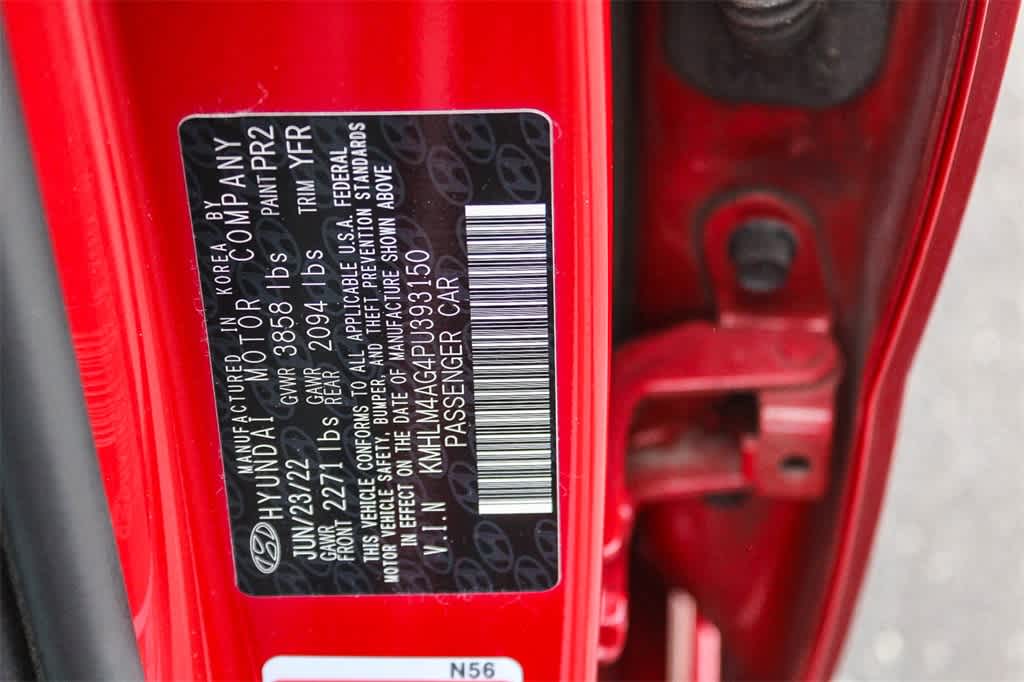 MANUFACTURED IN KOREA BY
HYUNDAI MOTOR COMPANY
JUN/23/22 GVWR 3858 lbs PAINT PR2
GAWR FRONT 2271 lbs GAWR REAR 2094 lbs TRIM YFR
THIS VEHICLE CONFORMS TO ALL APPLICABLE U.S.A. FEDERAL
MOTOR VEHICLE SAFETY, BUMPER, AND THEFT PREVENTION STANDARDS
IN EFFECT ON THE DATE OF MANUFACTURE SHOWN ABOVE
V.I.N KMHLM4AG4PU393150
PASSENGER CAR
N56